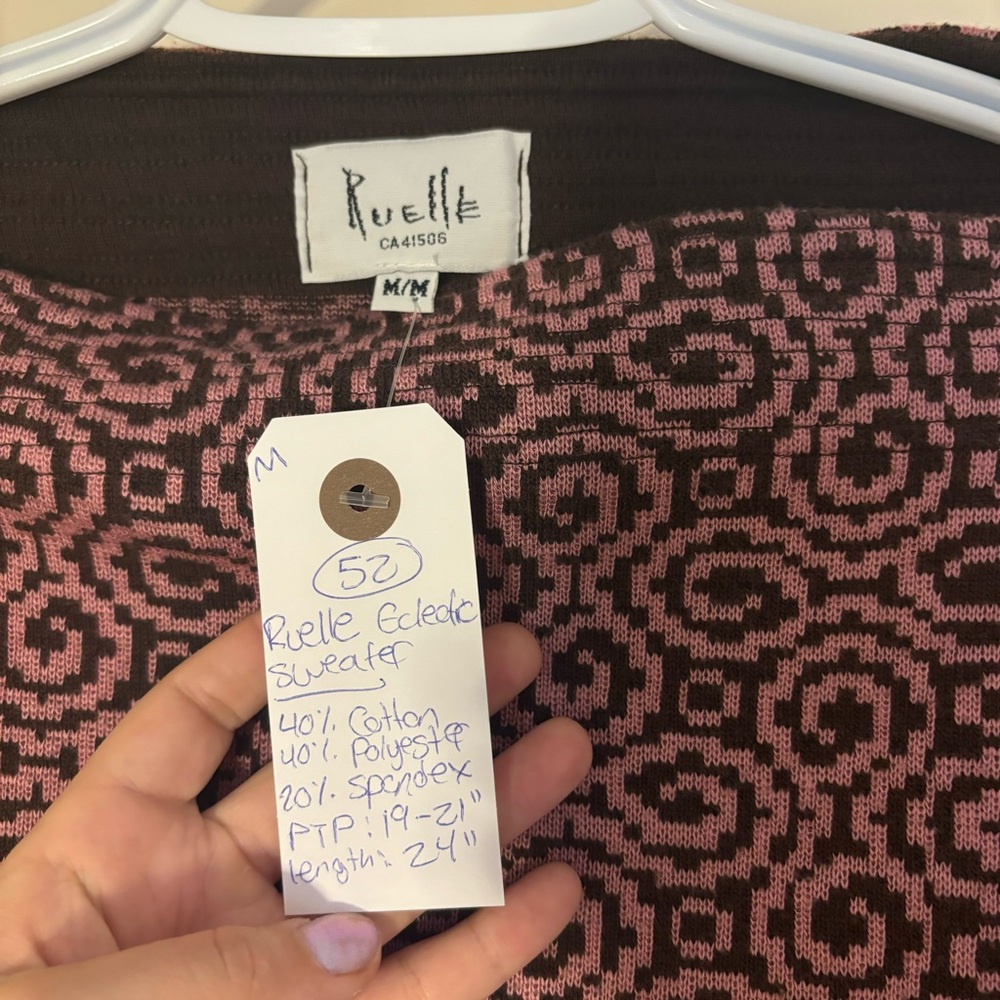 Ruelle
CA41506
M/M
M
52
Ruelle Eclectic
Sweater
40% Cotton
40% Polyester
20% Spandex
PTP: 19-21"
length: 24"